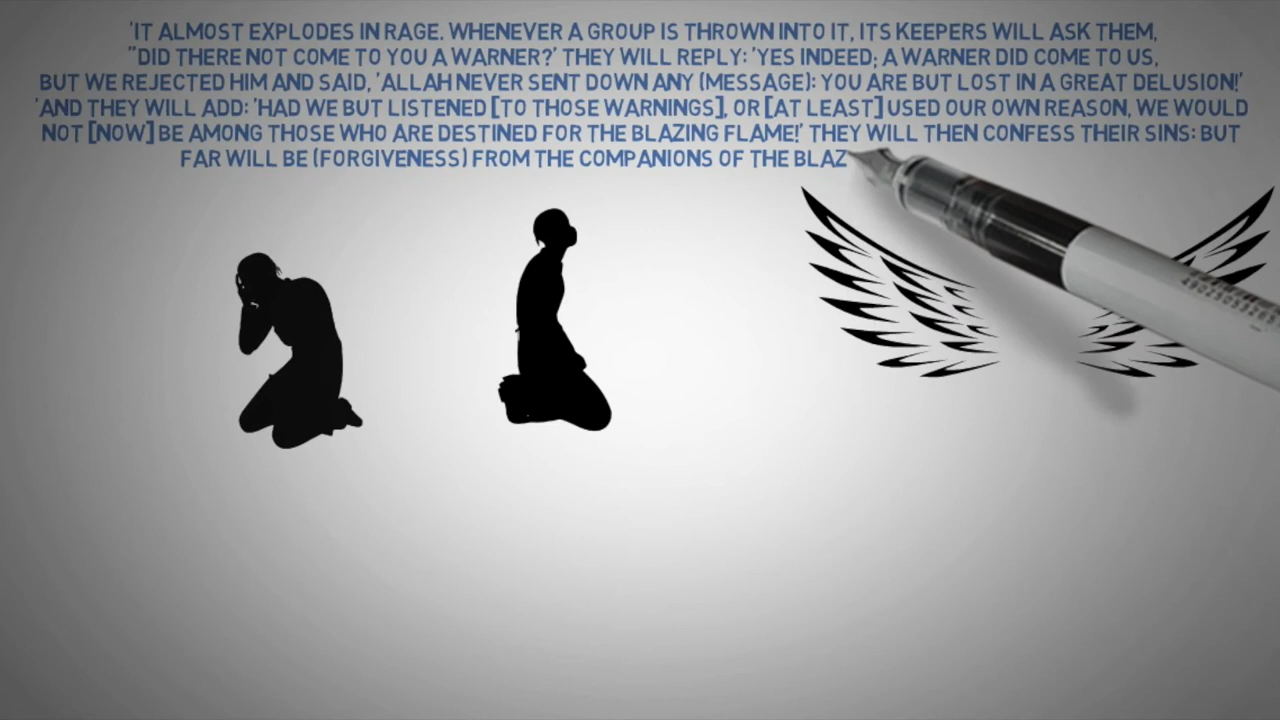 'IT ALMOST EXPLODES IN RAGE. WHENEVER A GROUP IS THROWN INTO IT, ITS KEEPERS WILL ASK THEM,
"DID THERE NOT COME TO YOU A WARNER?' THEY WILL REPLY: 'YES INDEED; A WARNER DID COME TO US,
BUT WE REJECTED HIM AND SAID, 'ALLAH NEVER SENT DOWN ANY (MESSAGE): YOU ARE BUT LOST IN A GREAT DELUSION!'
'AND THEY WILL ADD: 'HAD WE BUT LISTENED [TO THOSE WARNINGS], OR [AT LEAST] USED OUR OWN REASON, WE WOULD
NOT [NOW] BE AMONG THOSE WHO ARE DESTINED FOR THE BLAZING FLAME!' THEY WILL THEN CONFESS THEIR SINS: BUT
FAR WILL BE (FORGIVENESS) FROM THE COMPANIONS OF THE BLAZ